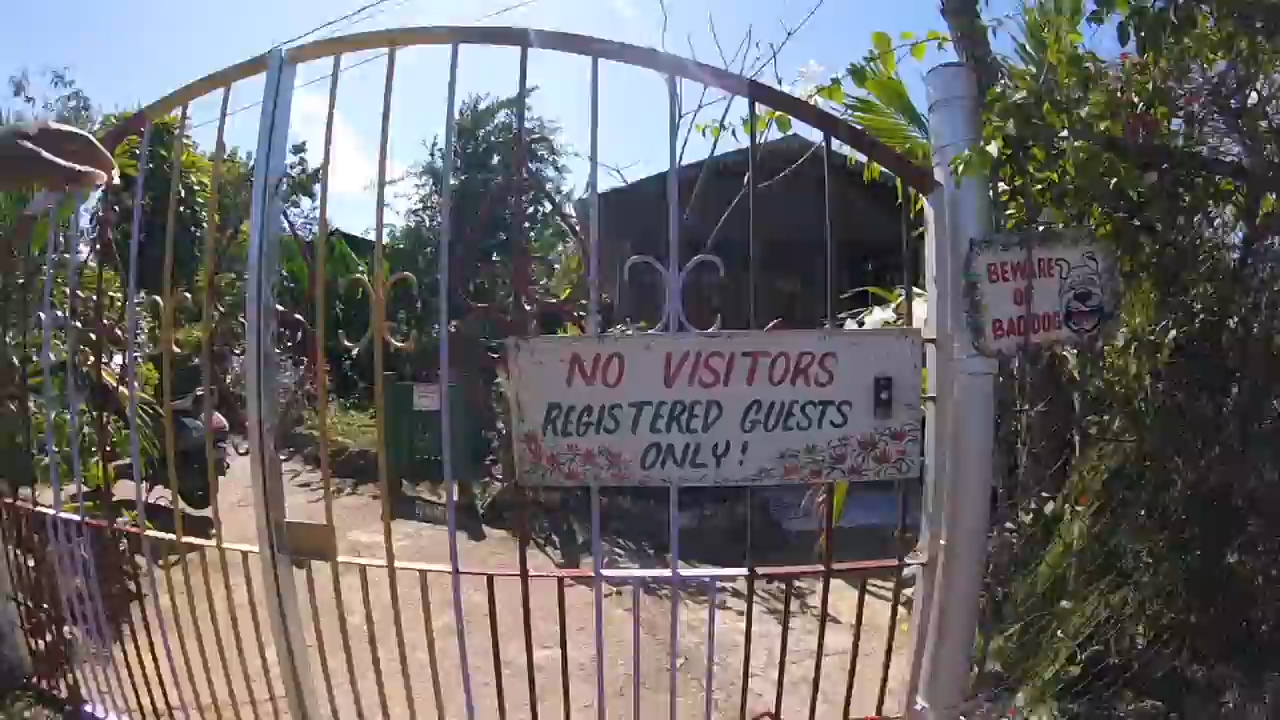 NO VISITORS
REGISTERED GUESTS
ONLY!
BEWARE
OF
BAD DOG